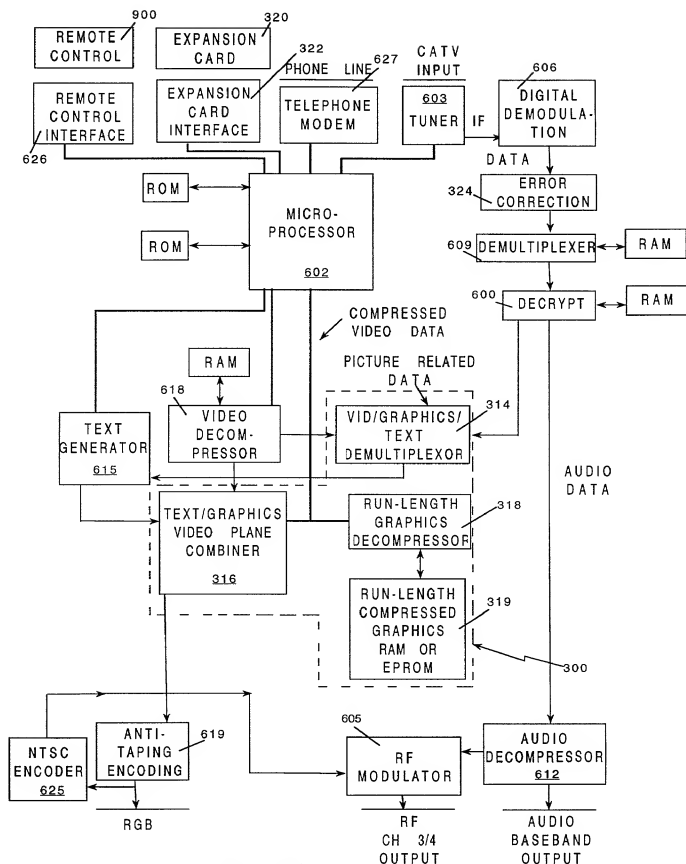 900
REMOTE
CONTROL
320
EXPANSION
CARD
322
PHONE LINE
627
CATV
INPUT
606
REMOTE
CONTROL
INTERFACE
626
EXPANSION
CARD
INTERFACE
TELEPHONE
MODEM
603
TUNER
IF
DIGITAL
DEMODULA-
TION
DATA
ERROR
CORRECTION
324
ROM
ROM
MICRO-
PROCESSOR
602
DEMULTIPLEXER
609
RAM
DECRYPT
600
RAM
COMPRESSED
VIDEO DATA
PICTURE RELATED
DATA
RAM
618
VIDEO
DECOM-
PRESSOR
VID/GRAPHICS/
TEXT
DEMULTIPLEXOR
314
TEXT
GENERATOR
615
AUDIO
DATA
TEXT/GRAPHICS
VIDEO PLANE
COMBINER
316
RUN-LENGTH
GRAPHICS
DECOMPRESSOR
318
RUN-LENGTH
COMPRESSED
GRAPHICS
RAM OR
EPROM
319
300
NTSC
ENCODER
625
ANTI-
TAPING
ENCODING
619
605
RF
MODULATOR
AUDIO
DECOMPRESSOR
612
RGB
RF
CH 3/4
OUTPUT
AUDIO
BASEBAND
OUTPUT